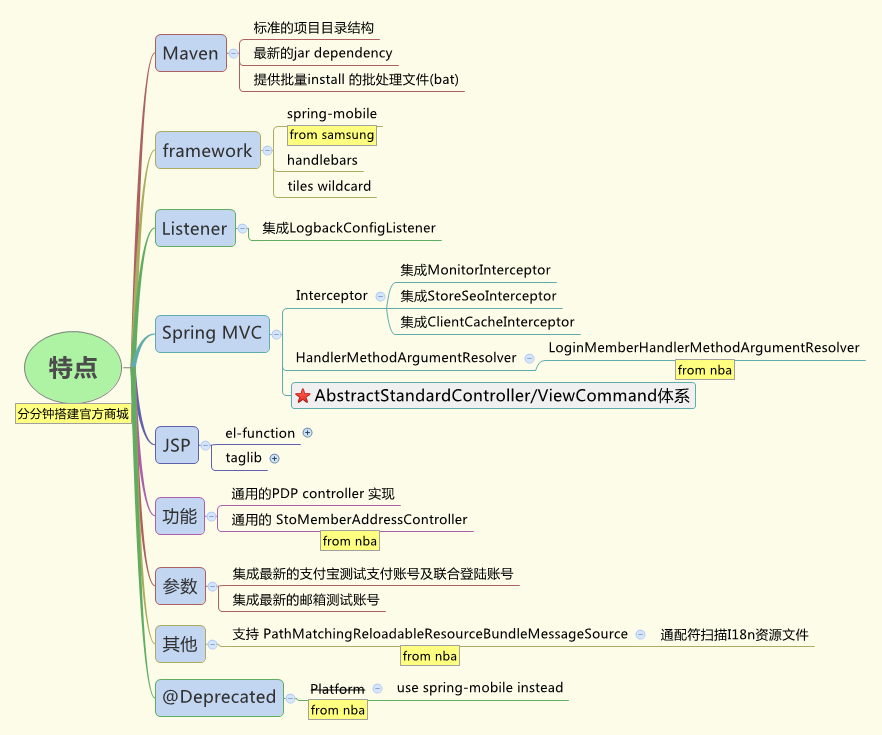 特点
分分钟搭建官方商城
Maven
标准的项目目录结构
最新的jar dependency
提供批量install 的批处理文件(bat)
framework
spring-mobile
from samsung
handlebars
tiles wildcard
Listener
集成LogbackConfigListener
Spring MVC
Interceptor
集成MonitorInterceptor
集成StoreSeoInterceptor
集成ClientCacheInterceptor
HandlerMethodArgumentResolver
LoginMemberHandlerMethodArgumentResolver
from nba
AbstractStandardController/ViewCommand体系
JSP
el-function
taglib
功能
通用的PDP controller 实现
通用的 StoMemberAddressController
from nba
参数
集成最新的支付宝测试支付账号及联合登陆账号
集成最新的邮箱测试账号
其他
支持 PathMatchingReloadableResourceBundleMessageSource
from nba
通配符扫描I18n资源文件
@Deprecated
Platform
from nba
use spring-mobile instead